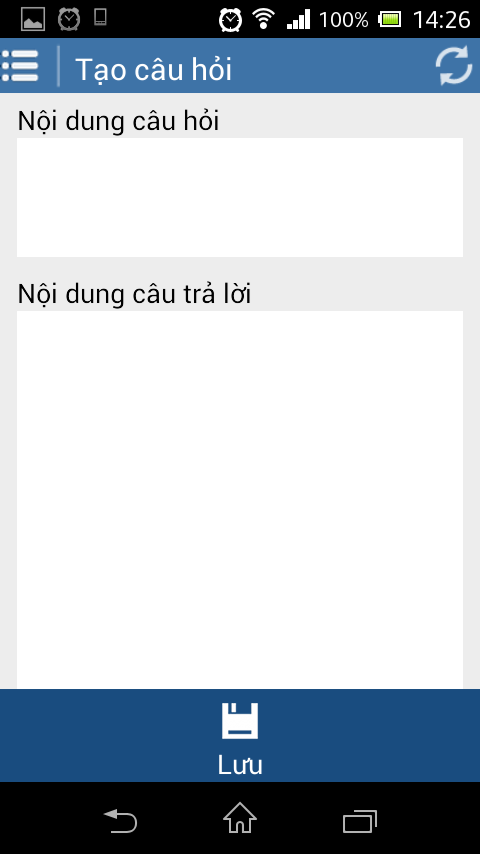 100% 14:26
Tạo câu hỏi
Nội dung câu hỏi
Nội dung câu trả lời
Lưu